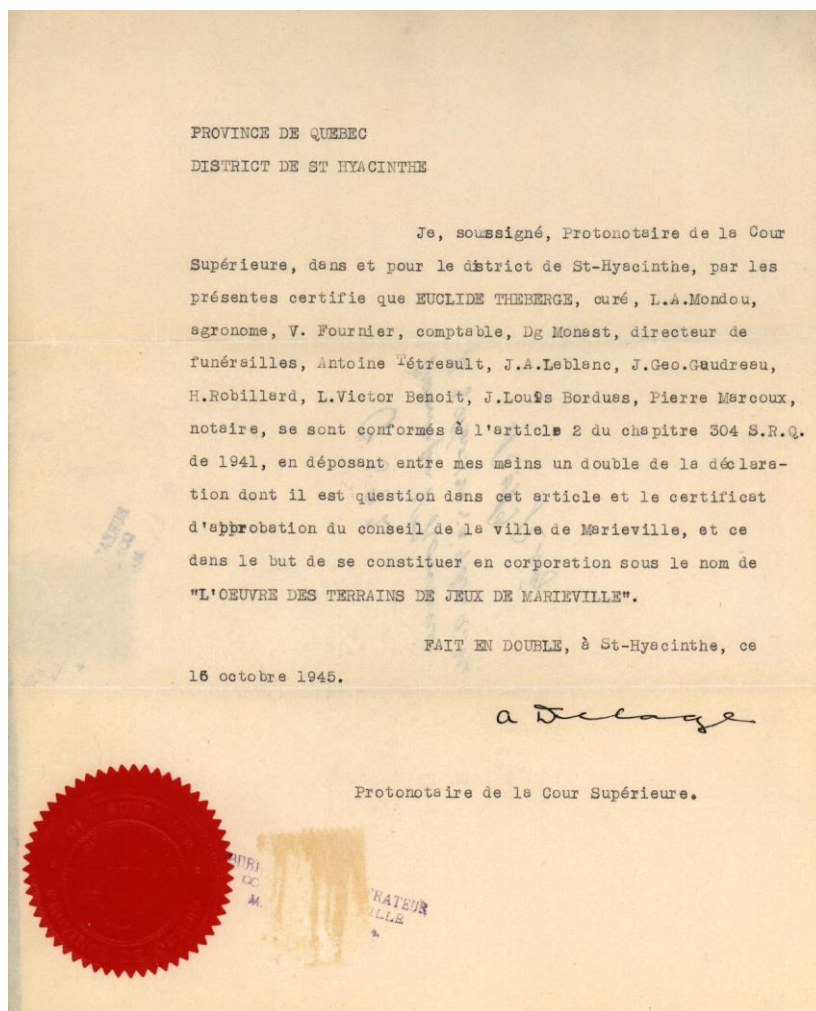 PROVINCE DE QUEBEC
DISTRICT DE ST HYACINTHE
Je, soussigné, Protonotaire de la Cour
Supérieure, dans et pour le district de St-Hyacinthe, par les
présentes certifie que EUCLIDE THEBERGE, curé, L.A.Mondou,
agronome, V. Fournier, comptable, Dg Monast, directeur de
funérailles, Antoine Tétreault, J.A.Leblanc, J.Geo.Gaudreau,
H.Robillard, L.Victor Benoit, J.Louis Borduas, Pierre Marcoux,
notaire, se sont conformés à l'article 2 du chapitre 304 S.R.Q.
de 1941, en déposant entre mes mains un double de la déclara-
tion dont il est question dans cet article et le certificat
d'approbation du conseil de la ville de Marieville, et ce
dans le but de se constituer en corporation sous le nom de
"L'OEUVRE DES TERRAINS DE JEUX DE MARIEVILLE".
FAIT EN DOUBLE, à St-Hyacinthe, ce
octobre 1945.
A Delage
Protonotaire de la Cour Supérieure.